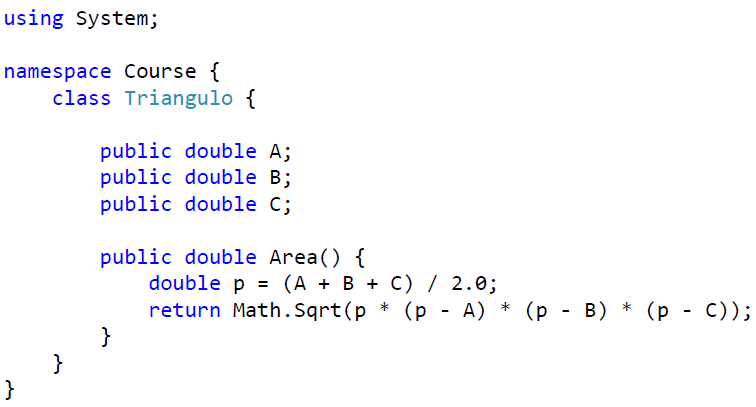 using System;
namespace Course {
    class Triangulo {
        public double A;
        public double B;
        public double C;
        public double Area() {
            double p = (A + B + C) / 2.0;
            return Math.Sqrt(p * (p - A) * (p - B) * (p - C));
        }
    }
}